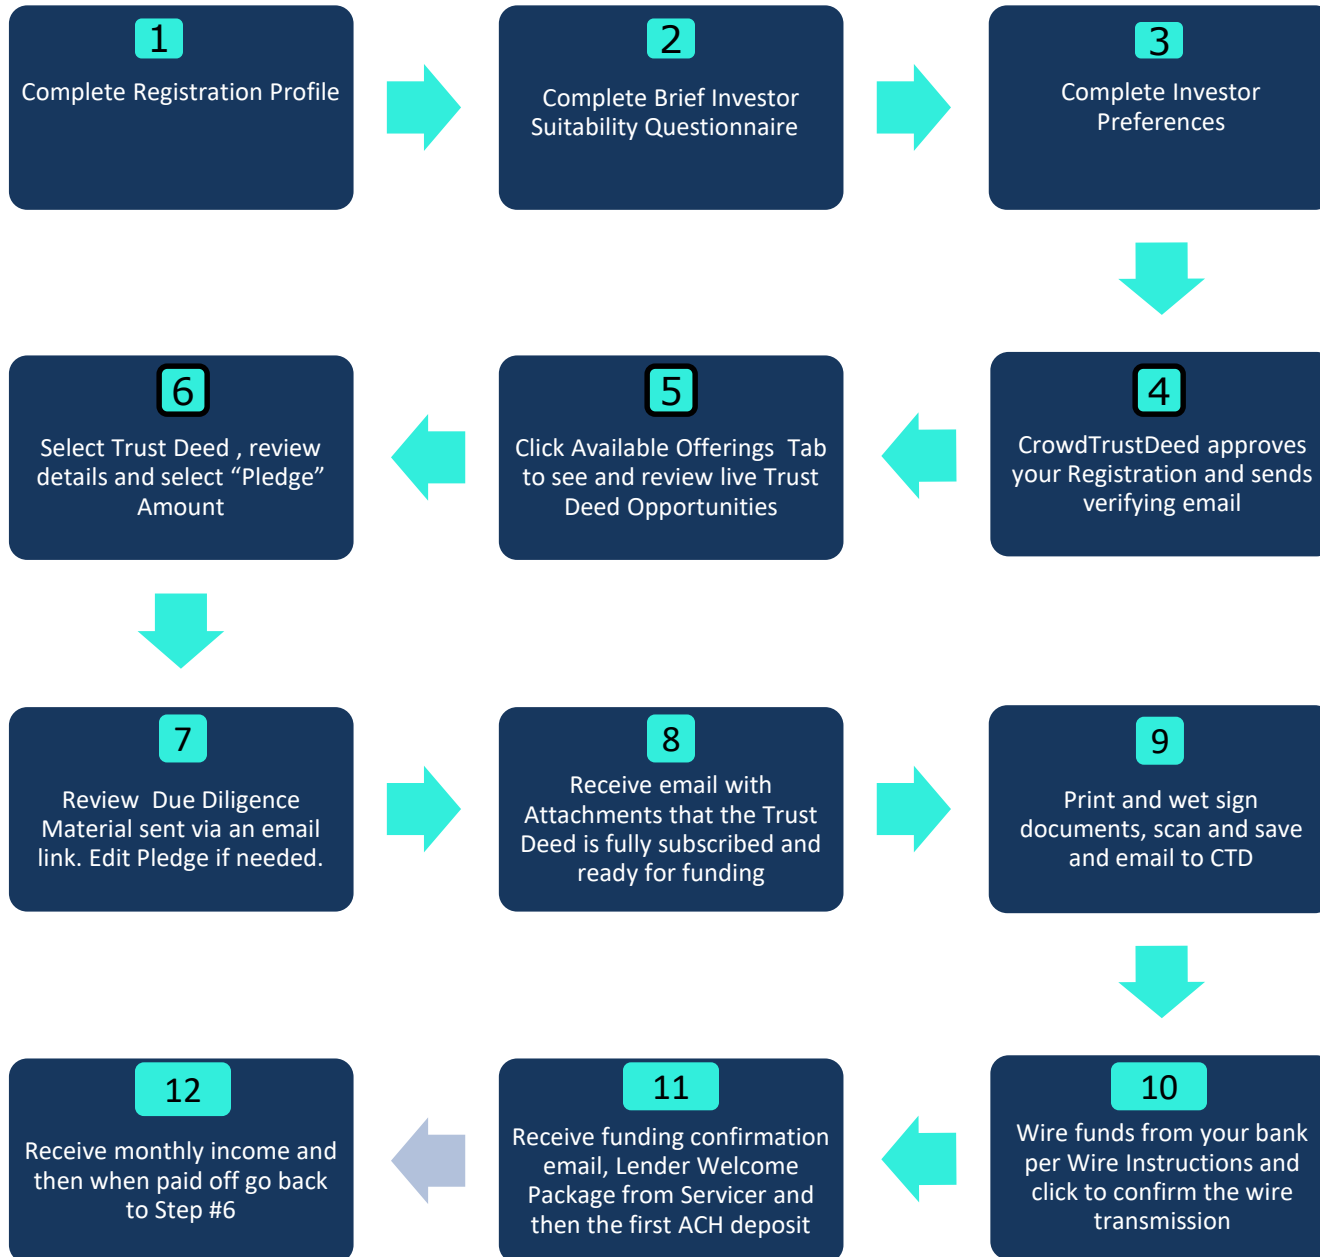 1
Complete Registration Profile
2
Complete Brief Investor
Suitability Questionnaire
3
Complete Investor
Preferences
4
CrowdTrustDeed approves
your Registration and sends
verifying email
5
Click Available Offerings  Tab
to see and review live Trust
Deed Opportunities
6
Select Trust Deed , review
details and select “Pledge”
Amount
7
Review  Due Diligence
Material sent via an email
link. Edit Pledge if needed.
8
Receive email with
Attachments that the Trust
Deed is fully subscribed and
ready for funding
9
Print and wet sign
documents, scan and save
and email to CTD
10
Wire funds from your bank
per Wire Instructions and
click to confirm the wire
transmission
11
Receive funding confirmation
email, Lender Welcome
Package from Servicer and
then the first ACH deposit
12
Receive monthly income and
then when paid off go back
to Step #6